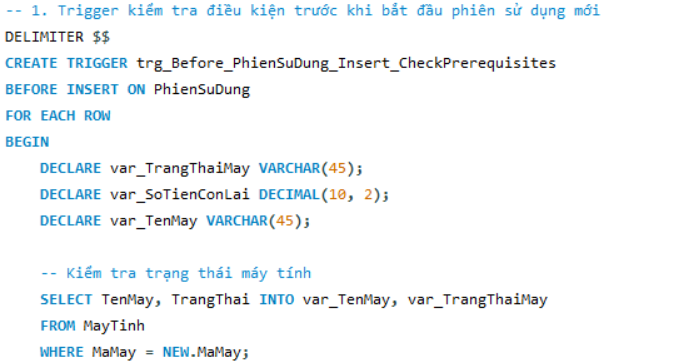 -- 1. Trigger kiểm tra điều kiện trước khi bắt đầu phiên sử dụng mới
DELIMITER $$
CREATE TRIGGER trg_Before_PhienSuDung_Insert_CheckPrerequisites
BEFORE INSERT ON PhienSuDung
FOR EACH ROW
BEGIN
    DECLARE var_TrangThaiMay VARCHAR(45);
    DECLARE var_SoTienConLai DECIMAL(10, 2);
    DECLARE var_TenMay VARCHAR(45);
    -- Kiểm tra trạng thái máy tính
    SELECT TenMay, TrangThai INTO var_TenMay, var_TrangThaiMay
    FROM MayTinh
    WHERE MaMay = NEW.MaMay;